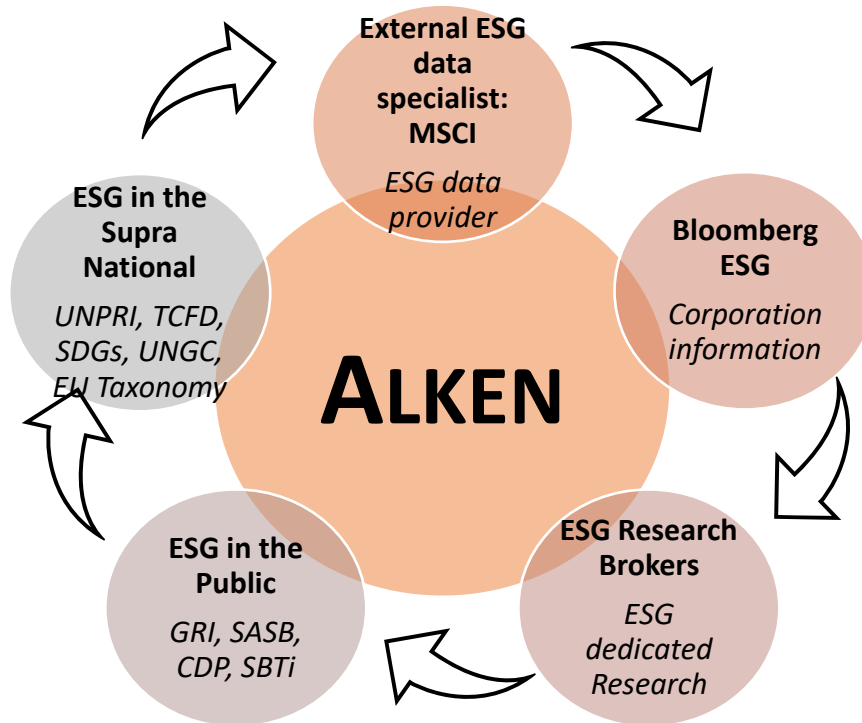 External ESG
data
specialist:
MSCI
ESG data
provider
Bloomberg
ESG
Corporation
information
ESG Research
Brokers
ESG
dedicated
Research
ESG in the
Public
GRI, SASB,
CDP, SBTi
ESG in the
Supra
National
UNPRI, TCFD,
SDGs, UNGC,
EU Taxonomy
ALKEN